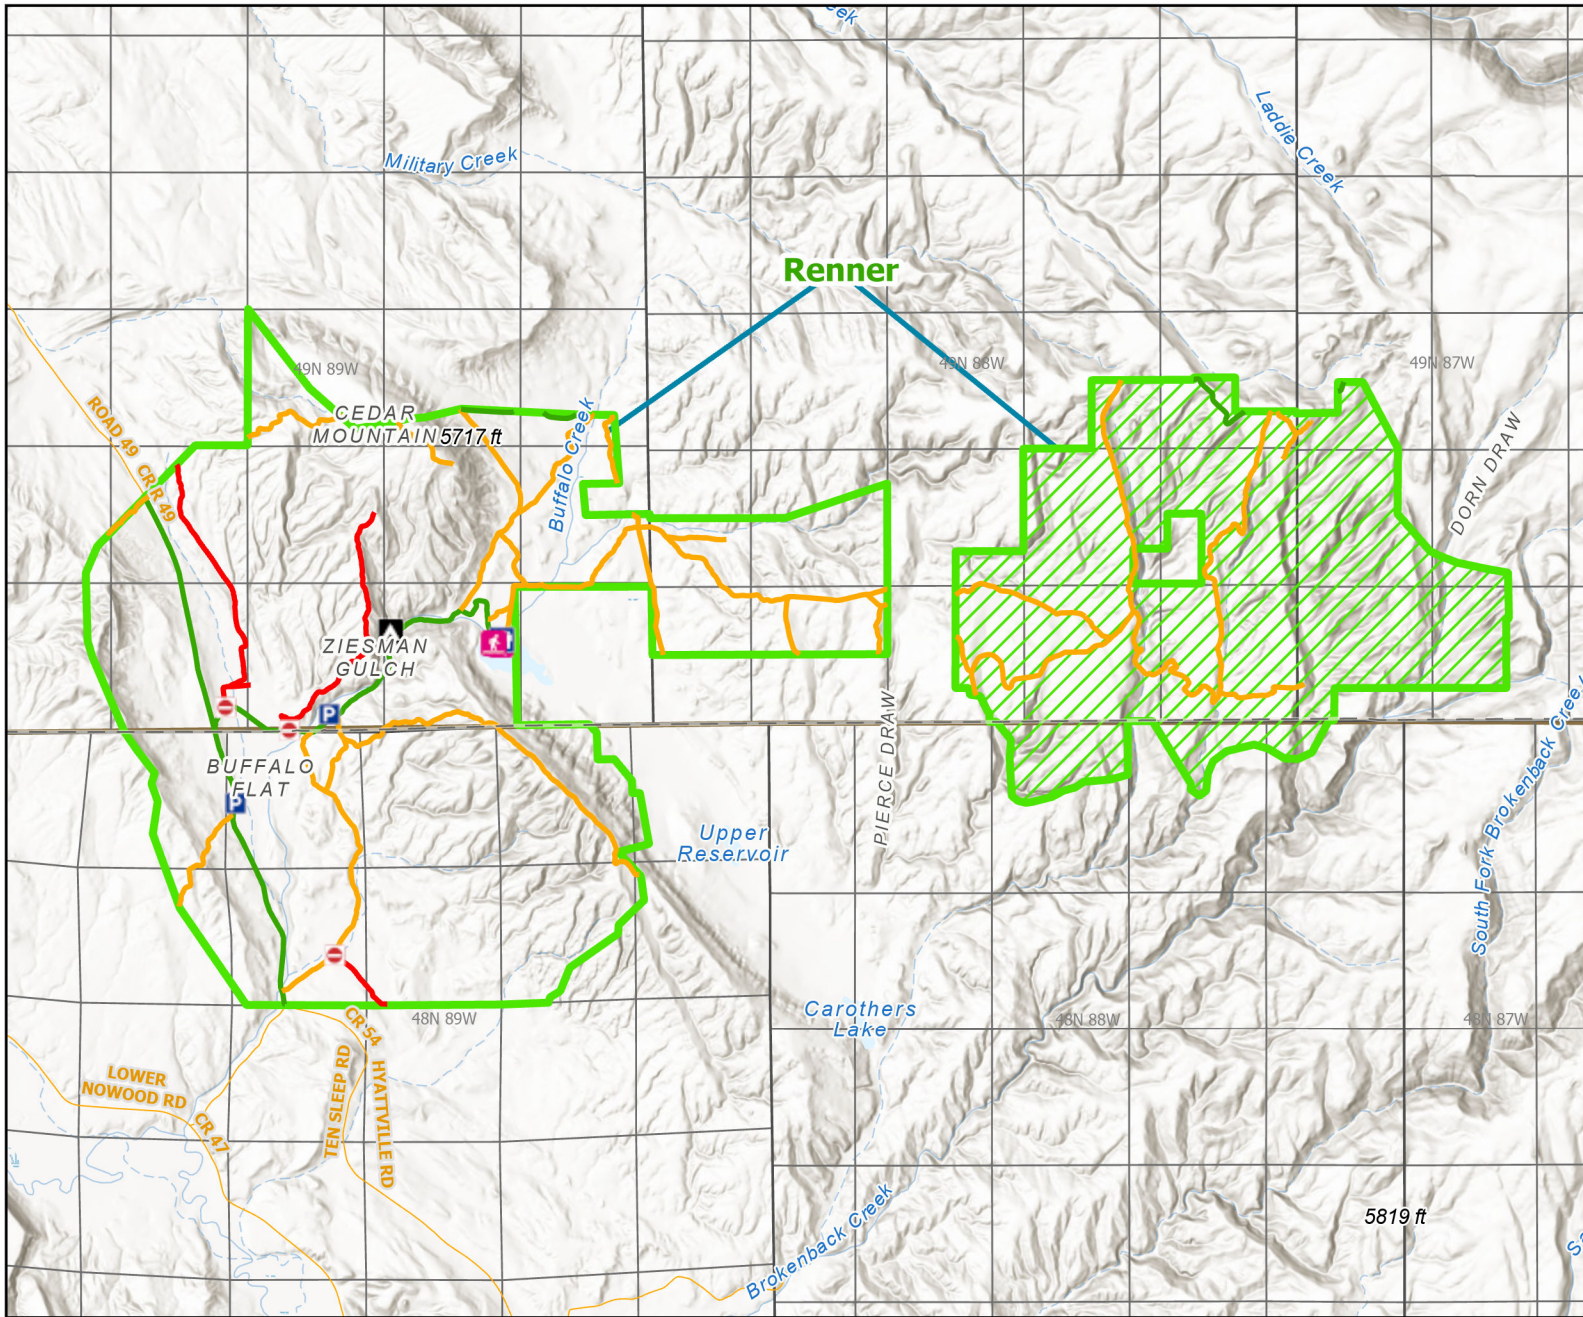 eek
Laddie Creek
Military Creek
Renner
49N 89W
49N 88W
49N 87W
CEDAR
MOUNTAIN
5717 ft
Buffalo Creek
ROAD 49
CR R 49
DORN DRAW
ZIESMAN
GULCH
P
PIERCE DRAW
BUFFALO
FLAT
P
Upper
Reservoir
South Fork Brokenback Creek
Carothers
Lake
48N 89W
48N 88W
48N 87W
CR 54
LOWER
NOWOOD RD
CR 47
TEN SLEEP RD
HYATTVILLE RD
Brokenback Creek
5819 ft